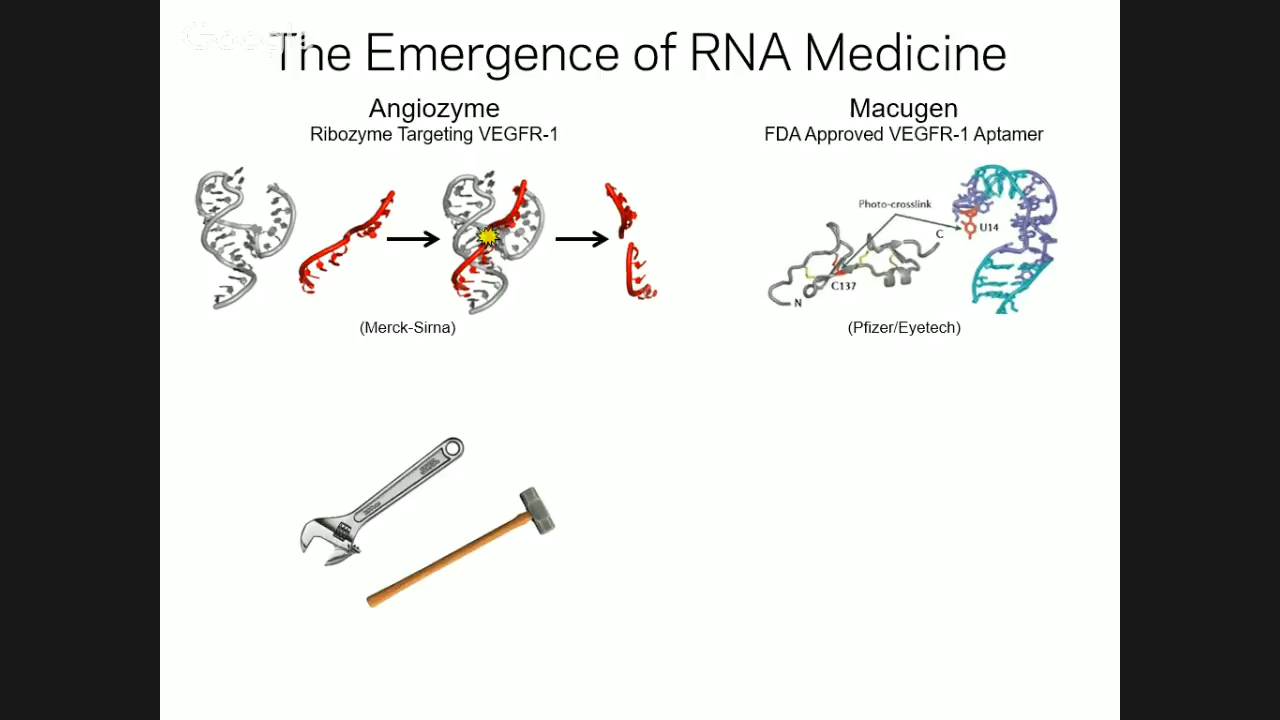 Google
The Emergence of RNA Medicine
Angiozyme
Ribozyme Targeting VEGFR-1
Macugen
FDA Approved VEGFR-1 Aptamer
Photo-crosslink
U14
C
C137
N
(Merck-Sirna)
(Pfizer/Eyetech)